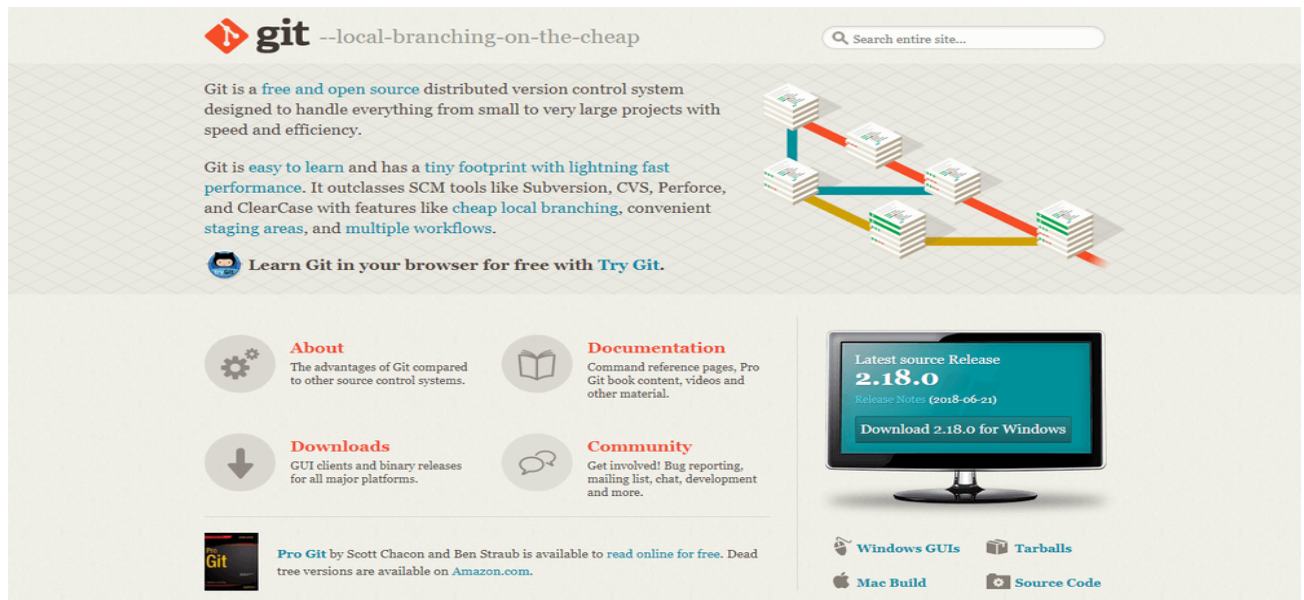 git --local-branching-on-the-cheap
Search entire site...
Git is a free and open source distributed version control system
designed to handle everything from small to very large projects with
speed and efficiency.
Git is easy to learn and has a tiny footprint with lightning fast
performance. It outclasses SCM tools like Subversion, CVS, Perforce,
and ClearCase with features like cheap local branching, convenient
staging areas, and multiple workflows.
Learn Git in your browser for free with Try Git.
About
The advantages of Git compared
to other source control systems.
Documentation
Command reference pages, Pro
Git book content, videos and
other material.
Downloads
GUI clients and binary releases
for all major platforms.
Community
Get involved! Bug reporting,
mailing list, chat, development
and more.
Pro
Git
Pro Git by Scott Chacon and Ben Straub is available to read online for free. Dead
tree versions are available on Amazon.com.
Latest source Release
2.18.0
Release Notes (2018-06-21)
Download 2.18.0 for Windows
Windows GUIs
Tarballs
Mac Build
Source Code